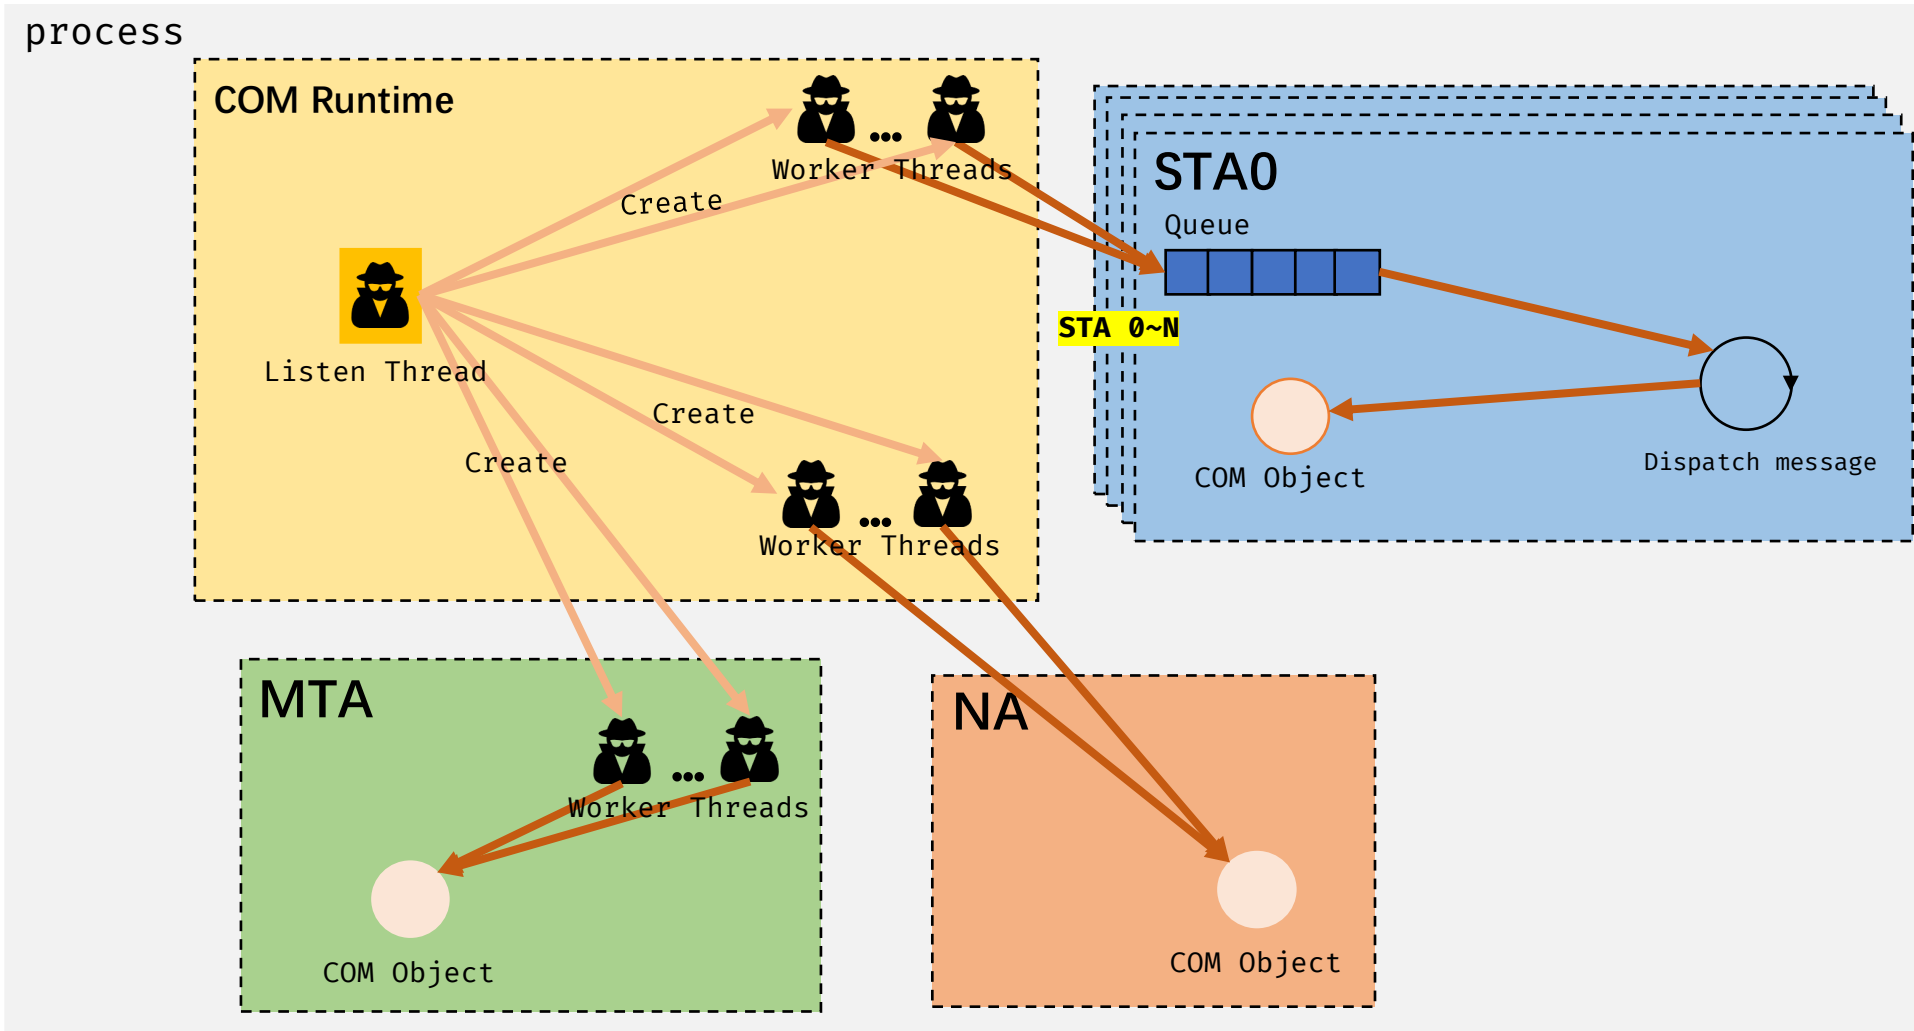 process
COM Runtime
Worker Threads
Create
Listen Thread
Create
Create
Worker Threads
STA0
Queue
STA 0~N
COM Object
Dispatch message
MTA
Worker Threads
COM Object
NA
COM Object